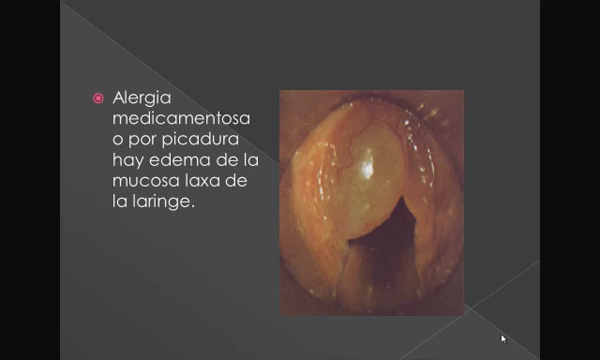 Alergia
medicamentosa
o por picadura
hay edema de la
mucosa laxa de
la laringe.